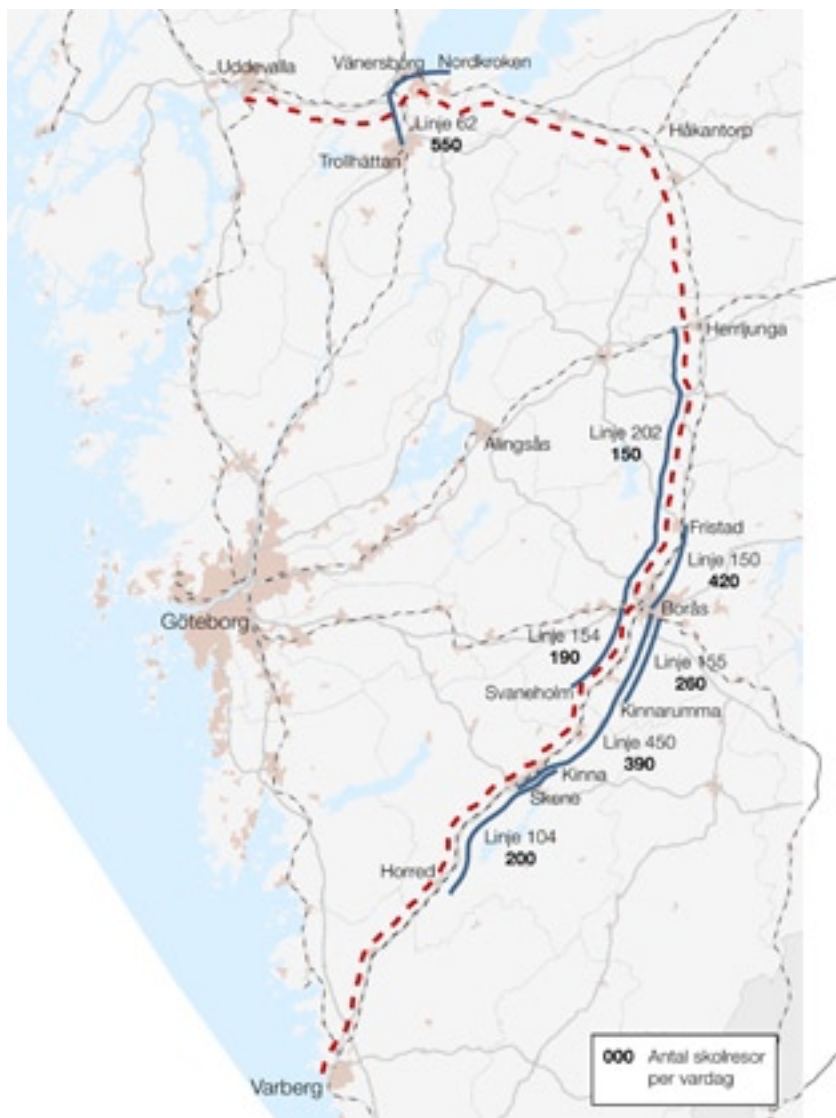 Uddevalla
Vänersborg
Nordkroken
Linje 62
550
Trollhättan
Håkantorp
Herrljunga
Linje 202
150
Alingsås
Fristad
Linje 150
420
Borås
Göteborg
Linje 154
190
Linje 155
260
Svaneholm
Kinnarumma
Linje 450
390
Kinna
Skene
Linje 104
200
Horred
Varberg
000 Antal skolresor
per vardag